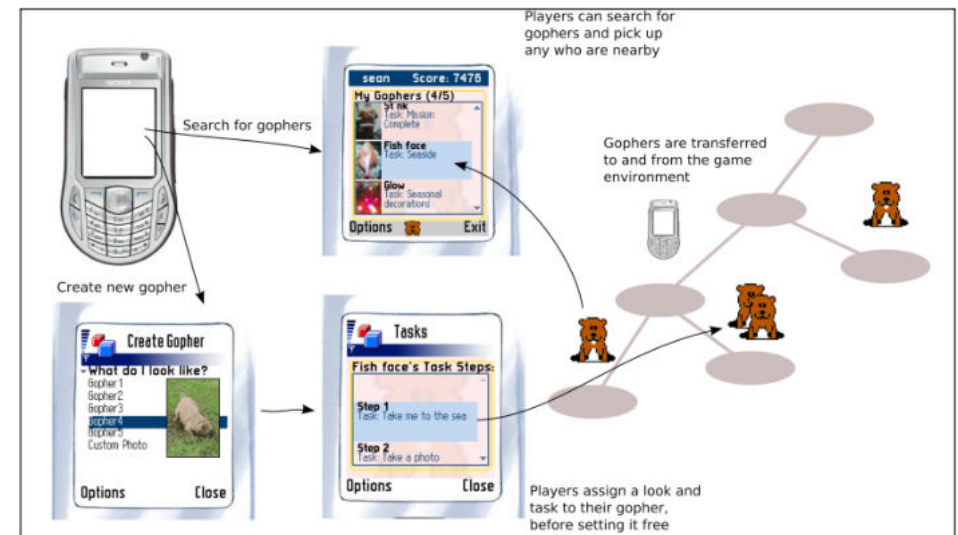 Players can search for
gophers and pick up
any who are nearby
sean Score: 7476
My Gophers (4/5)
St nk
Task: Mission
Complete
Fish face
Task: Seaside
Glow
Task: Seasonal
decorations
Options Exit
Search for gophers
Gophers are transferred
to and from the game
environment
Create new gopher
Create Gopher
What do I look like?
Gopher1
Gopher2
Gopher3
Gopher4
Gopher5
Custom Photo
Options Close
Tasks
Fish face's Task Steps:
Step 1
Task: Take me to the sea
Step 2
Task: Take a photo
Options Close
Players assign a look and
task to their gopher,
before setting it free